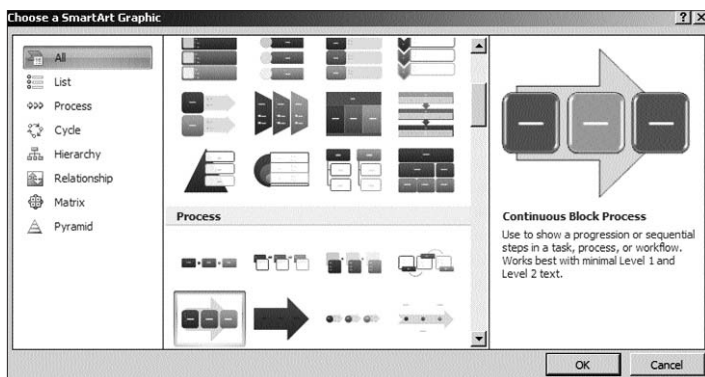 Choose a SmartArt Graphic
All
List
Process
Cycle
Hierarchy
Relationship
Matrix
Pyramid
Process
Continuous Block Process
Use to show a progression or sequential
steps in a task, process, or workflow.
Works best with minimal Level 1 and
Level 2 text.
OK
Cancel